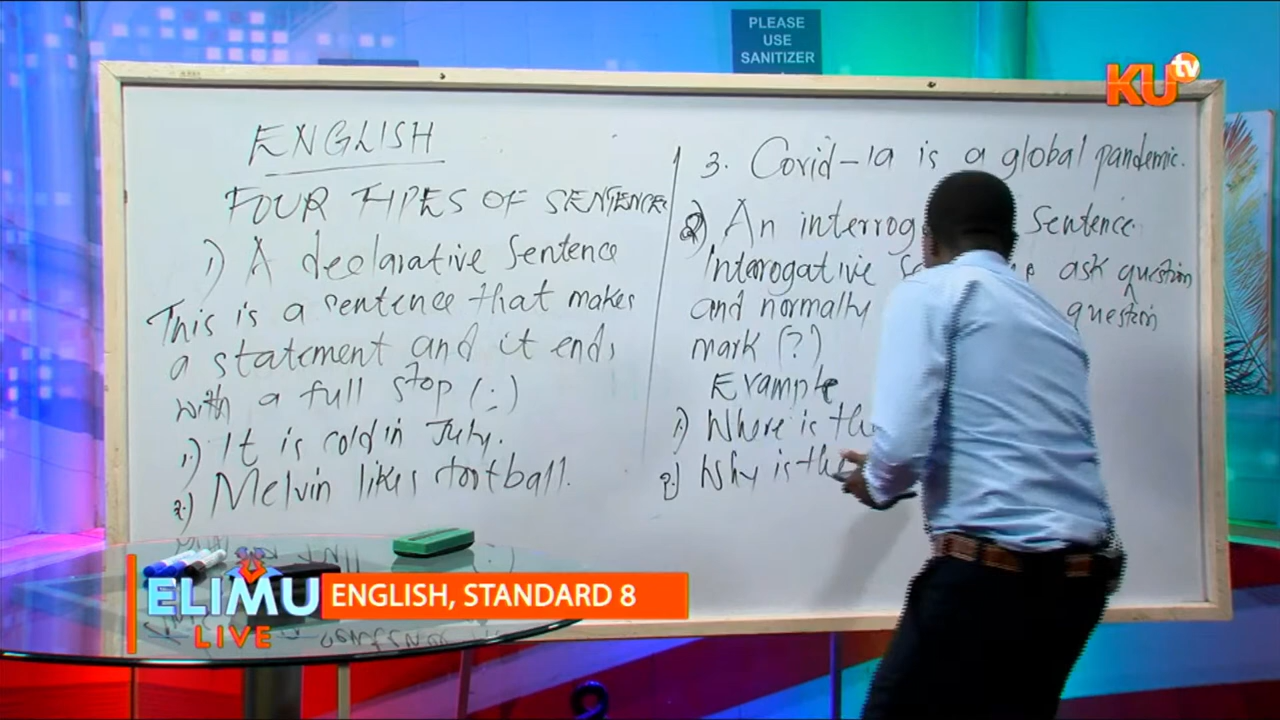 PLEASE
USE
SANITIZER
KU tv
ENGLISH
FOUR TYPES OF SENTENCE
1) A declarative Sentence
This is a sentence that makes
a statement and it ends
with a full stop (.)
1.) It is cold in July.
2.) Melvin likes football.
3. Covid-19 is a global pandemic.
2) An interrog Sentence.
Interogative ask question
and normally question
mark (?)
Example
1) Where is the
2) Why is the
ELIMU
LIVE
ENGLISH, STANDARD 8